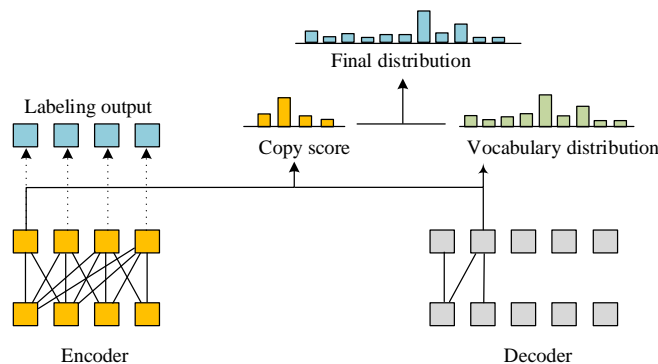 Final distribution
Labeling output
Copy score
Vocabulary distribution
Encoder
Decoder